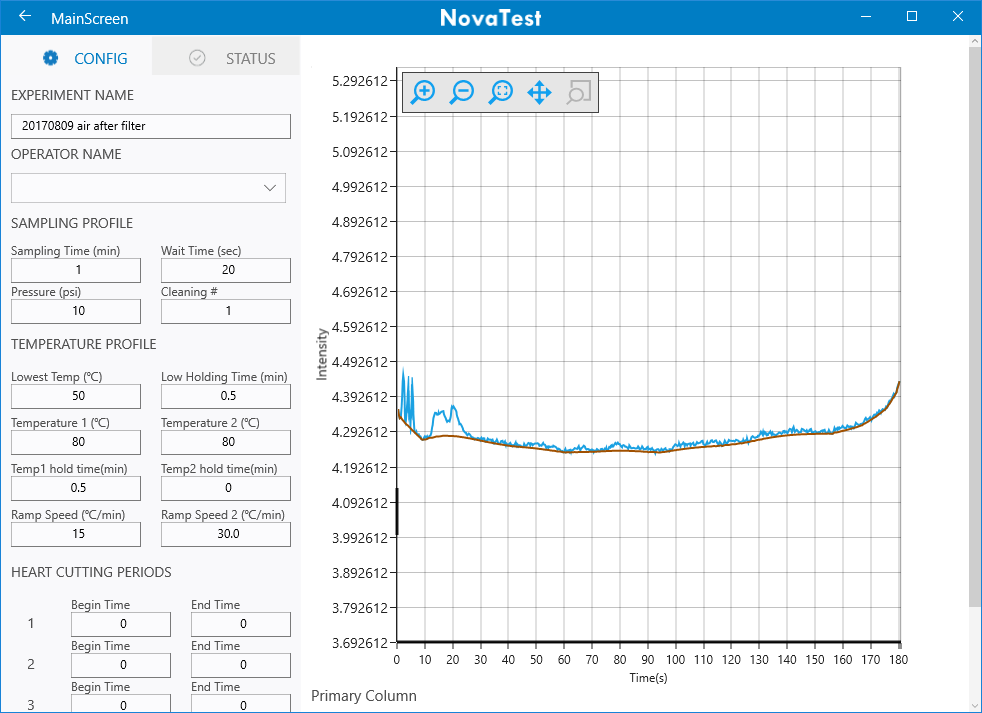 MainScreen
NovaTest
CONFIG
STATUS
EXPERIMENT NAME
20170809 air after filter
OPERATOR NAME
SAMPLING PROFILE
Sampling Time (min) Wait Time (sec)
1 20
Pressure (psi) Cleaning #
10 1
TEMPERATURE PROFILE
Lowest Temp (℃) Low Holding Time (min)
50 0.5
Temperature 1 (℃) Temperature 2 (℃)
80 80
Temp1 hold time(min) Temp2 hold time(min)
0.5 0
Ramp Speed (℃/min) Ramp Speed 2 (℃/min)
15 30.0
HEART CUTTING PERIODS
Begin Time End Time
1 0 0
Begin Time End Time
2 0 0
Begin Time End Time
3 0 0
5.292612
5.192612
5.092612
4.992612
4.892612
4.792612
4.692612
4.592612
4.492612
4.392612
4.292612
4.192612
4.092612
3.992612
3.892612
3.792612
3.692612
Intensity
0 10 20 30 40 50 60 70 80 90 100 110 120 130 140 150 160 170 180
Time(s)
Primary Column